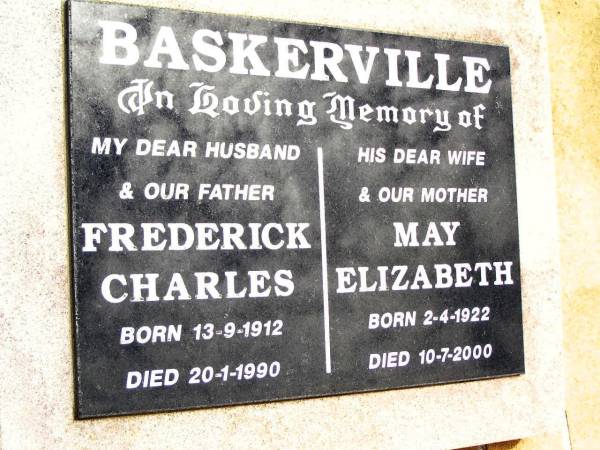 BASKERVILLE
In Loving Memory of
MY DEAR HUSBAND
& OUR FATHER
FREDERICK
CHARLES
BORN 13-9-1912
DIED 20-1-1990
HIS DEAR WIFE
& OUR MOTHER
MAY
ELIZABETH
BORN 2-4-1922
DIED 10-7-2000